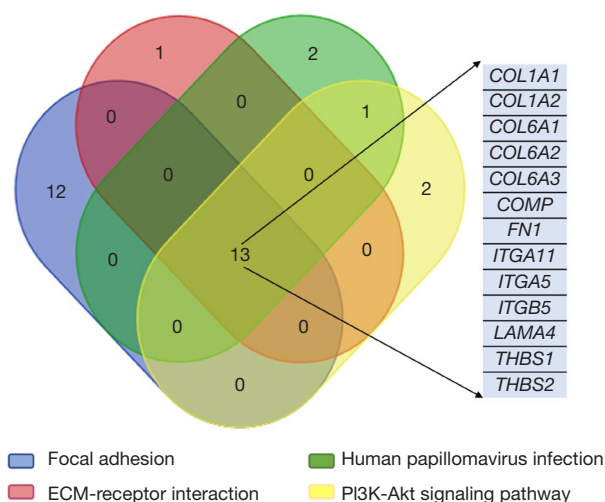 1
2
0
0
1
12
0
0
2
13
0
0
0
0
0
COL1A1
COL1A2
COL6A1
COL6A2
COL6A3
COMP
FN1
ITGA11
ITGA5
ITGB5
LAMA4
THBS1
THBS2
Focal adhesion
Human papillomavirus infection
ECM-receptor interaction
PI3K-Akt signaling pathway